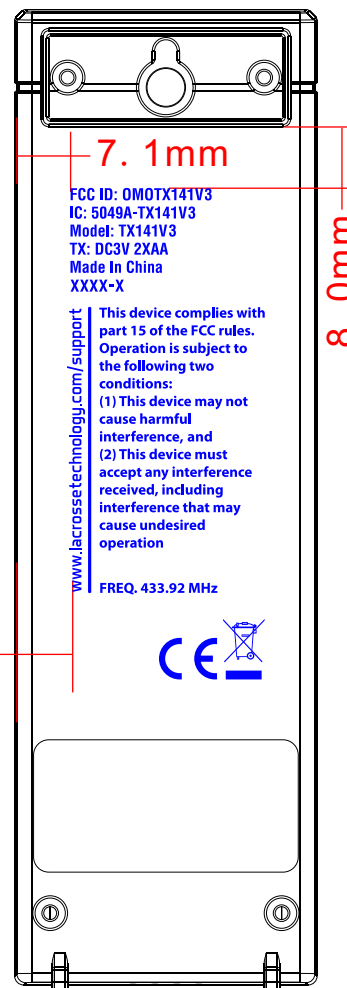 7. 1mm
8. 0mm
FCC ID: OMOTX141V3
IC: 5049A-TX141V3
Model: TX141V3
TX: DC3V 2XAA
Made In China
XXXX-X
www.lacrossetechnology.com/support
This device complies with
part 15 of the FCC rules.
Operation is subject to
the following two
conditions:
(1) This device may not
cause harmful
interference, and
(2) This device must
accept any interference
received, including
interference that may
cause undesired
operation
FREQ. 433.92 MHz
CE